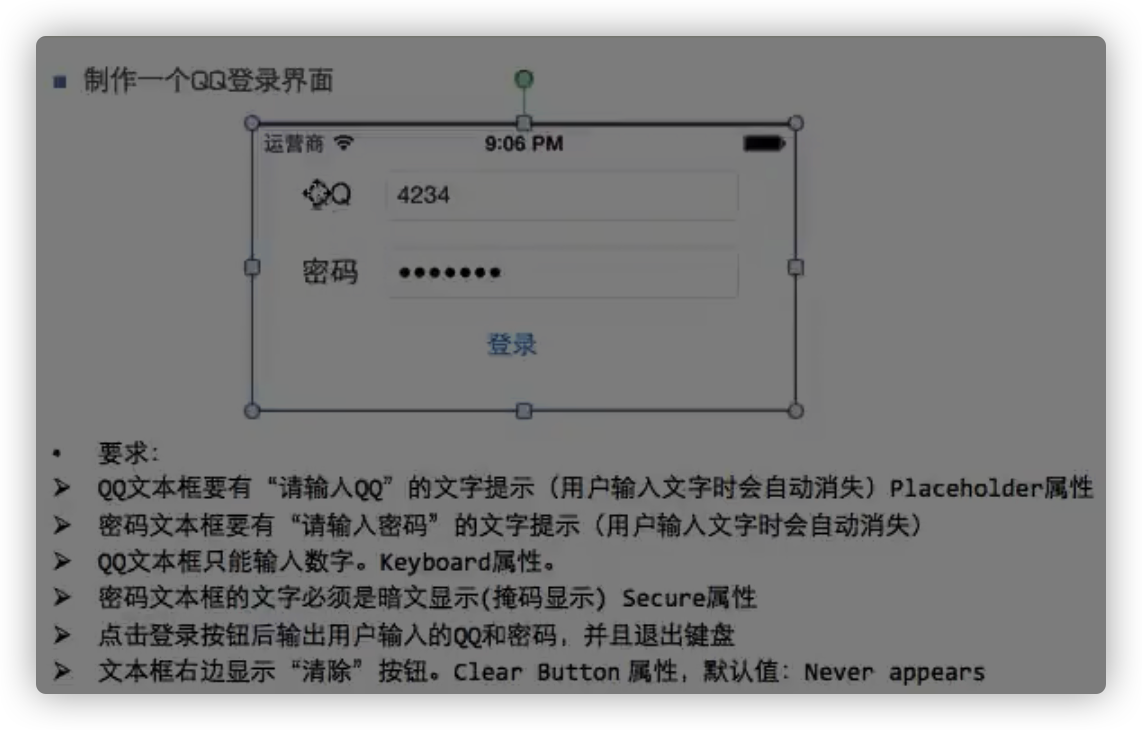 制作一个QQ登录界面
运营商 9:06 PM
QQ 4234
密码 •••••••
登录
• 要求：
➢ QQ文本框要有“请输入QQ”的文字提示（用户输入文字时会自动消失）Placeholder属性
➢ 密码文本框要有“请输入密码”的文字提示（用户输入文字时会自动消失）
➢ QQ文本框只能输入数字。Keyboard属性。
➢ 密码文本框的文字必须是暗文显示(掩码显示) Secure属性
➢ 点击登录按钮后输出用户输入的QQ和密码，并且退出键盘
➢ 文本框右边显示“清除”按钮。Clear Button 属性，默认值：Never appears